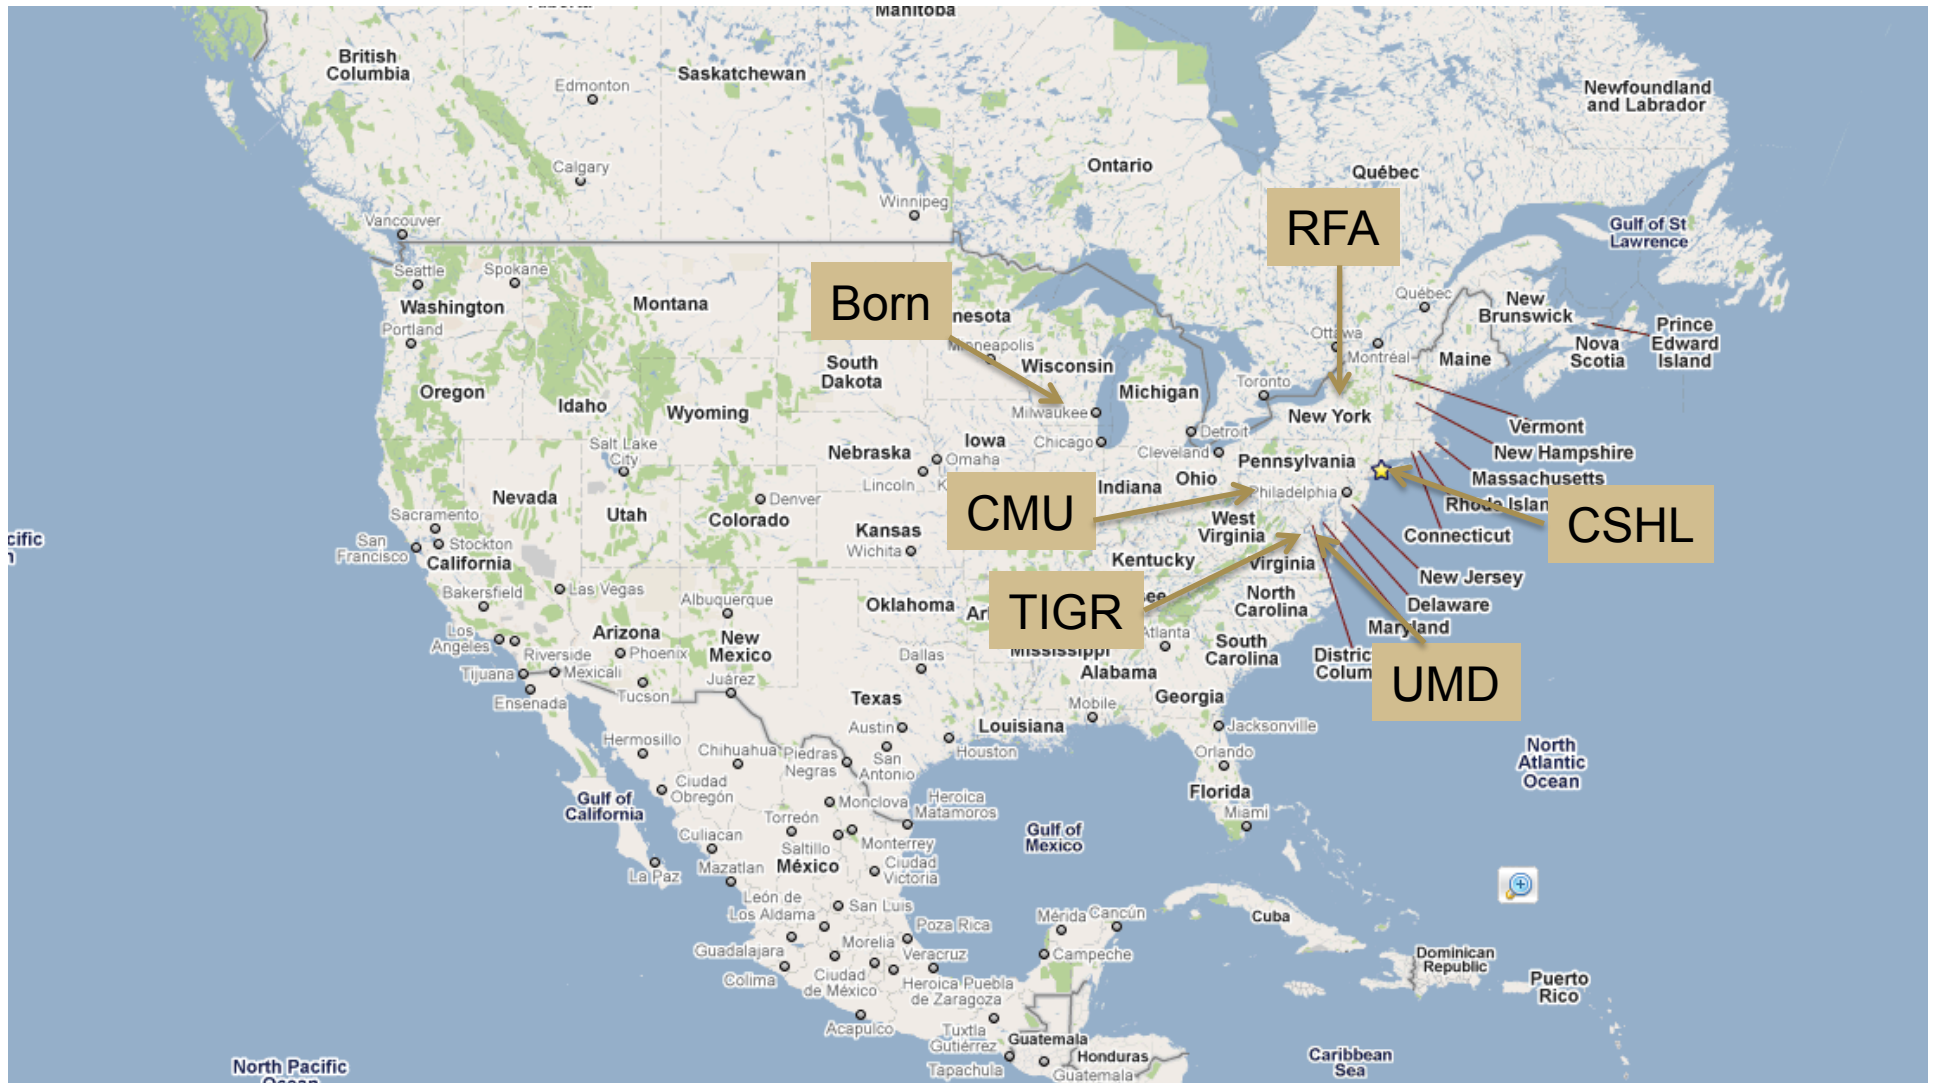 Manitoba
British
Columbia
Edmonton
Saskatchewan
Newfoundland
and Labrador
Calgary
Ontario
Québec
Winnipeg
Vancouver
RFA
Gulf of St
Lawrence
Seattle
Spokane
Washington
Montana
Born
nesota
Québec
New
Brunswick
Prince
Edward
Island
Portland
Minneapolis
Ottawa
Montréal
Maine
Nova
Scotia
South
Dakota
Wisconsin
Oregon
Idaho
Wyoming
Michigan
Toronto
Milwaukee
New York
Vermont
Salt Lake
City
Nebraska
Iowa
Omaha
Chicago
Detroit
Cleveland
New Hampshire
Lincoln
Pennsylvania
Massachusetts
Nevada
Denver
CMU
Indiana
Ohio
Philadelphia
Rhode Islan
Sacramento
Utah
Colorado
Kansas
West
Virginia
CSHL
San
Francisco
Stockton
California
Wichita
Kentucky
Virginia
Connecticut
cific
Bakersfield
Las Vegas
Albuquerque
Oklahoma
TIGR
see
North
Carolina
New Jersey
Delaware
Los
Angeles
Arizona
Phoenix
New
Mexico
Atlanta
South
Carolina
Maryland
Riverside
Dallas
Mississippi
Alabama
Distric
Colum
UMD
Tijuana
Mexicali
Tucson
Juárez
Ensenada
Texas
Mobile
Georgia
Austin
Louisiana
Jacksonville
Hermosillo
Chihuahua
Piedras
Negras
San
Antonio
Houston
Orlando
North
Atlantic
Ocean
Ciudad
Obregón
Gulf of
California
Monclova
Heroica
Matamoros
Florida
Miami
Torreón
Culiacan
Saltillo
Monterrey
Gulf of
Mexico
La Paz
Mazatlan
México
Ciudad
Victoria
León de
Los Aldama
San Luis
Poza Rica
Mérida
Cancún
Cuba
Guadalajara
Morelia
Veracruz
Campeche
Dominican
Republic
Colima
Ciudad
de México
Heroica Puebla
de Zaragoza
Puerto
Rico
Acapulco
Tuxtla
Gutiérrez
Guatemala
Honduras
Tapachula
Guatemala
Caribbean
Sea
North Pacific
Ocean